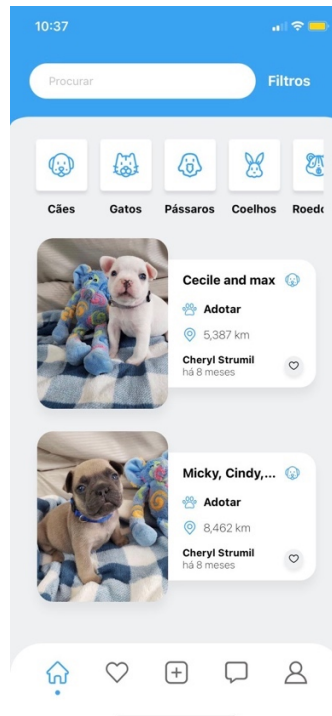 10:37
Procurar
Filtros
Cães
Gatos
Pássaros
Coelhos
Cecile and max
Adotar
5,387 km
Cheryl Strumil
há 8 meses
Micky, Cindy,...
Adotar
8,462 km
Cheryl Strumil
há 8 meses